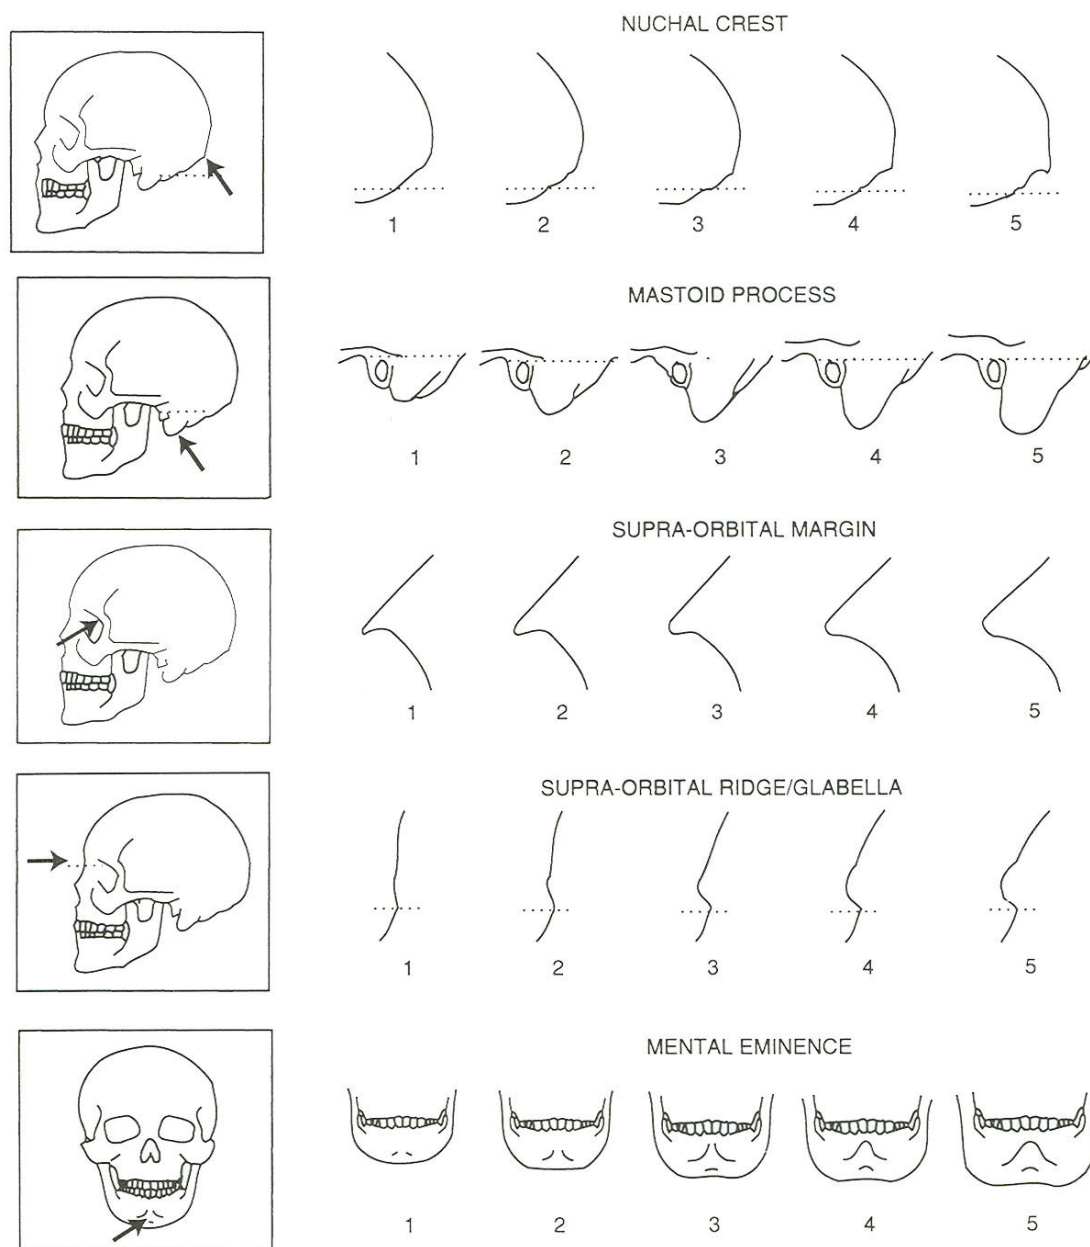 NUCHAL CREST
1 2 3 4 5
MASTOID PROCESS
1 2 3 4 5
SUPRA-ORBITAL MARGIN
1 2 3 4 5
SUPRA-ORBITAL RIDGE/GLABELLA
1 2 3 4 5
MENTAL EMINENCE
1 2 3 4 5